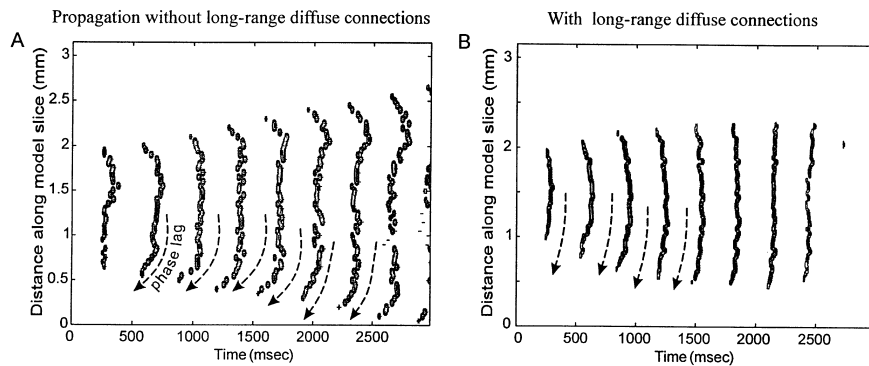 Propagation without long-range diffuse connections
A
Distance along model slice (mm)
3
2.5
2
1.5
1
0.5
0
phase lag
0 500 1000 1500 2000 2500
Time (msec)
With long-range diffuse connections
B
Distance along model slice (mm)
3
2
1
0
0 500 1000 1500 2000 2500
Time (msec)